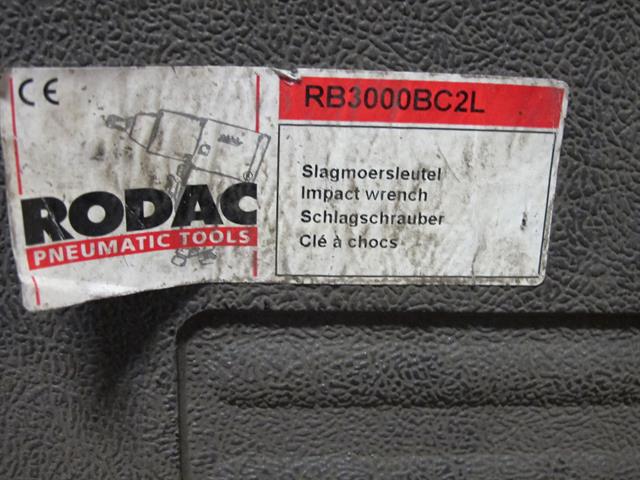 CE
RODAC
PNEUMATIC TOOLS
RB3000BC2L
Slagmoersleutel
Impact wrench
Schlagschrauber
Clé à chocs